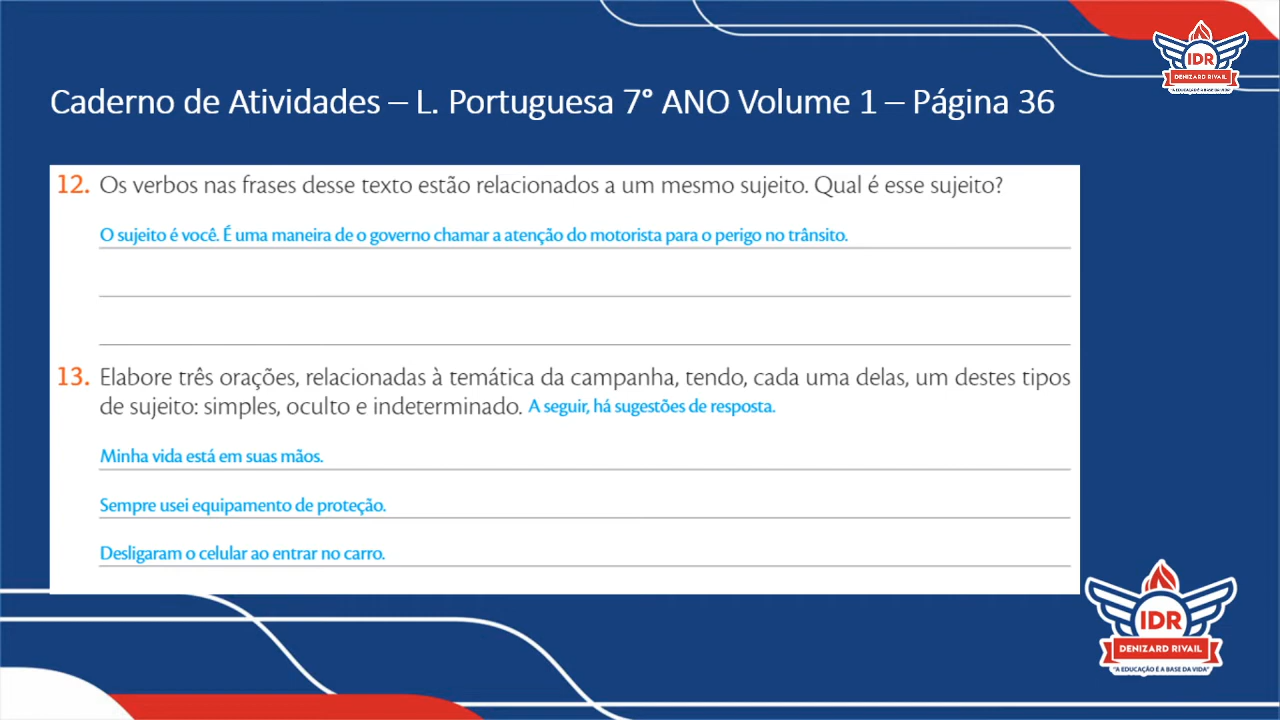 IDR
DENIZARD RIVAIL
"A EDUCAÇÃO É A BASE DA VIDA"
Caderno de Atividades – L. Portuguesa 7° ANO Volume 1 – Página 36
12. Os verbos nas frases desse texto estão relacionados a um mesmo sujeito. Qual é esse sujeito?
O sujeito é você. É uma maneira de o governo chamar a atenção do motorista para o perigo no trânsito.
13. Elabore três orações, relacionadas à temática da campanha, tendo, cada uma delas, um destes tipos
de sujeito: simples, oculto e indeterminado. A seguir, há sugestões de resposta.
Minha vida está em suas mãos.
Sempre usei equipamento de proteção.
Desligaram o celular ao entrar no carro.
IDR
DENIZARD RIVAIL
"A EDUCAÇÃO É A BASE DA VIDA"